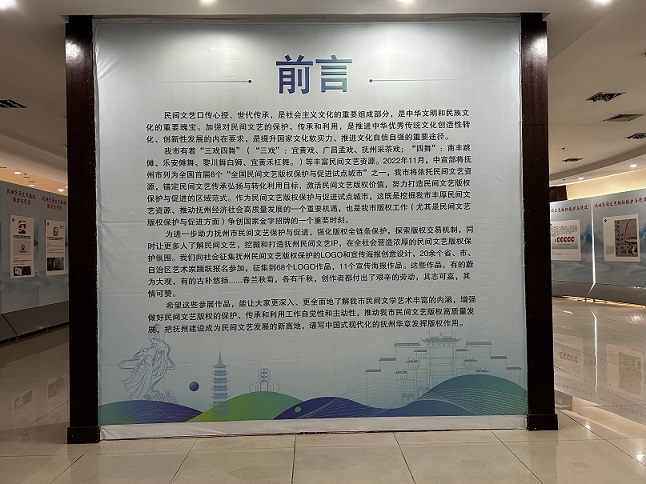 前言
民间文艺口传心授、世代传承，是社会主义文化的重要组成部分，是中华文明和民族文
化的重要瑰宝。加强对民间文艺的保护、传承和利用，是推进中华优秀传统文化创造性转
化、创新性发展的内在要求，是提升国家文化软实力、推进文化自信自强的重要途径。
我市有着“三戏四舞”（“三戏”：宜黄戏、广昌孟戏、抚州采茶戏；“四舞”：南丰跳
傩、乐安傩舞、黎川舞白狮、宜黄禾杠舞。）等丰富民间文艺资源。2022年11月，中宣部将抚
州市列为全国首届8个“全国民间文艺版权保护与促进试点城市”之一，我市将依托民间文艺资
源，锚定民间文艺传承弘扬与转化利用目标，激活民间文艺版权价值，努力打造民间文艺版权
保护与促进的区域范式。作为民间文艺版权保护与促进试点城市，这既是挖掘我市丰厚民间文
艺资源、推动抚州经济社会高质量发展的一个重要机遇，也是我市版权工作（尤其是民间文艺
版权保护与促进方面）争创国家金字招牌的一个重要时刻。
为进一步助力抚州市民间文艺版权保护与促进，强化版权全链条保护，探索版权交易机制，同
时让更多人了解民间文艺，挖掘和打造抚州民间文艺IP，在全社会营造浓厚的民间文艺版权保
护氛围。我们向社会征集抚州民间文艺版权保护的LOGO和宣传海报创意设计，20余个省、市、
自治区艺术家踊跃报名参加，征集到68个LOGO作品，11个宣传海报作品。这些作品，有的蔚
为大观，有的古朴悠扬……春兰秋菊，各有千秋，创作者都付出了艰辛的劳动，其志可嘉，其
情可赞。
希望这些参展作品，能让大家更深入、更全面地了解我市民间文学艺术丰富的内涵，增强
做好民间文艺版权的保护、传承和利用工作自觉性和主动性，推动我市民间文艺版权高质量发
展，把抚州建设成为民间文艺发展的新高地，谱写中国式现代化的抚州华章发挥版权作用。